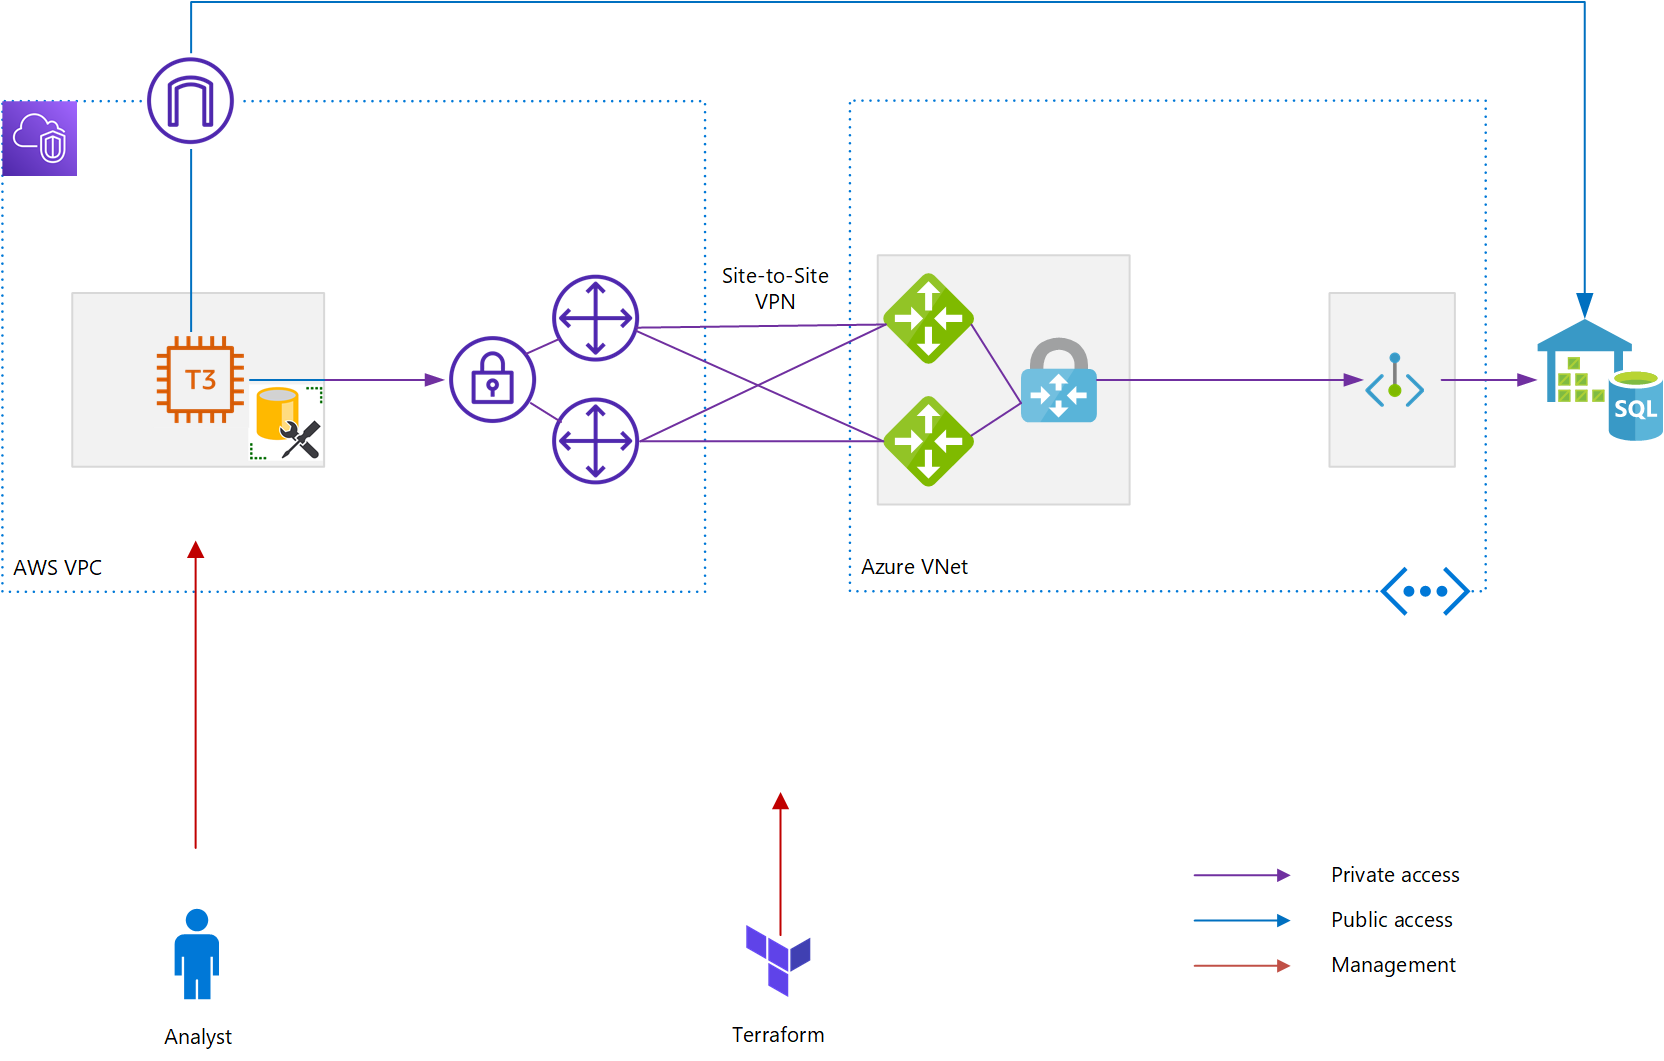 Site-to-Site
VPN
T3
SQL
AWS VPC
Azure VNet
Private access
Public access
Management
Analyst
Terraform